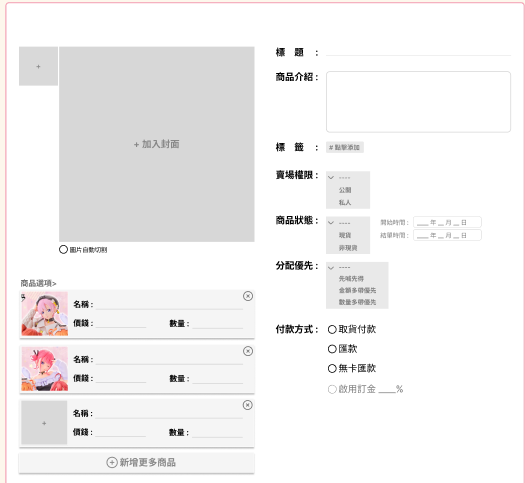 +
+ 加入封面
圖片自動切割
商品選項>
名稱 :
價錢 :
數量 :
名稱 :
價錢 :
數量 :
+
名稱 :
價錢 :
數量 :
新增更多商品
標 題 :
商品介紹 :
標 籤 :
# 點擊添加
賣場權限 :
----
公開
私人
商品狀態 :
----
現貨
非現貨
開始時間 : ___ 年 __ 月 __ 日
結單時間 : ___ 年 __ 月 __ 日
分配優先 :
----
先喊先得
金額多帶優先
數量多帶優先
付款方式 :
取貨付款
匯款
無卡匯款
啟用訂金 ___%